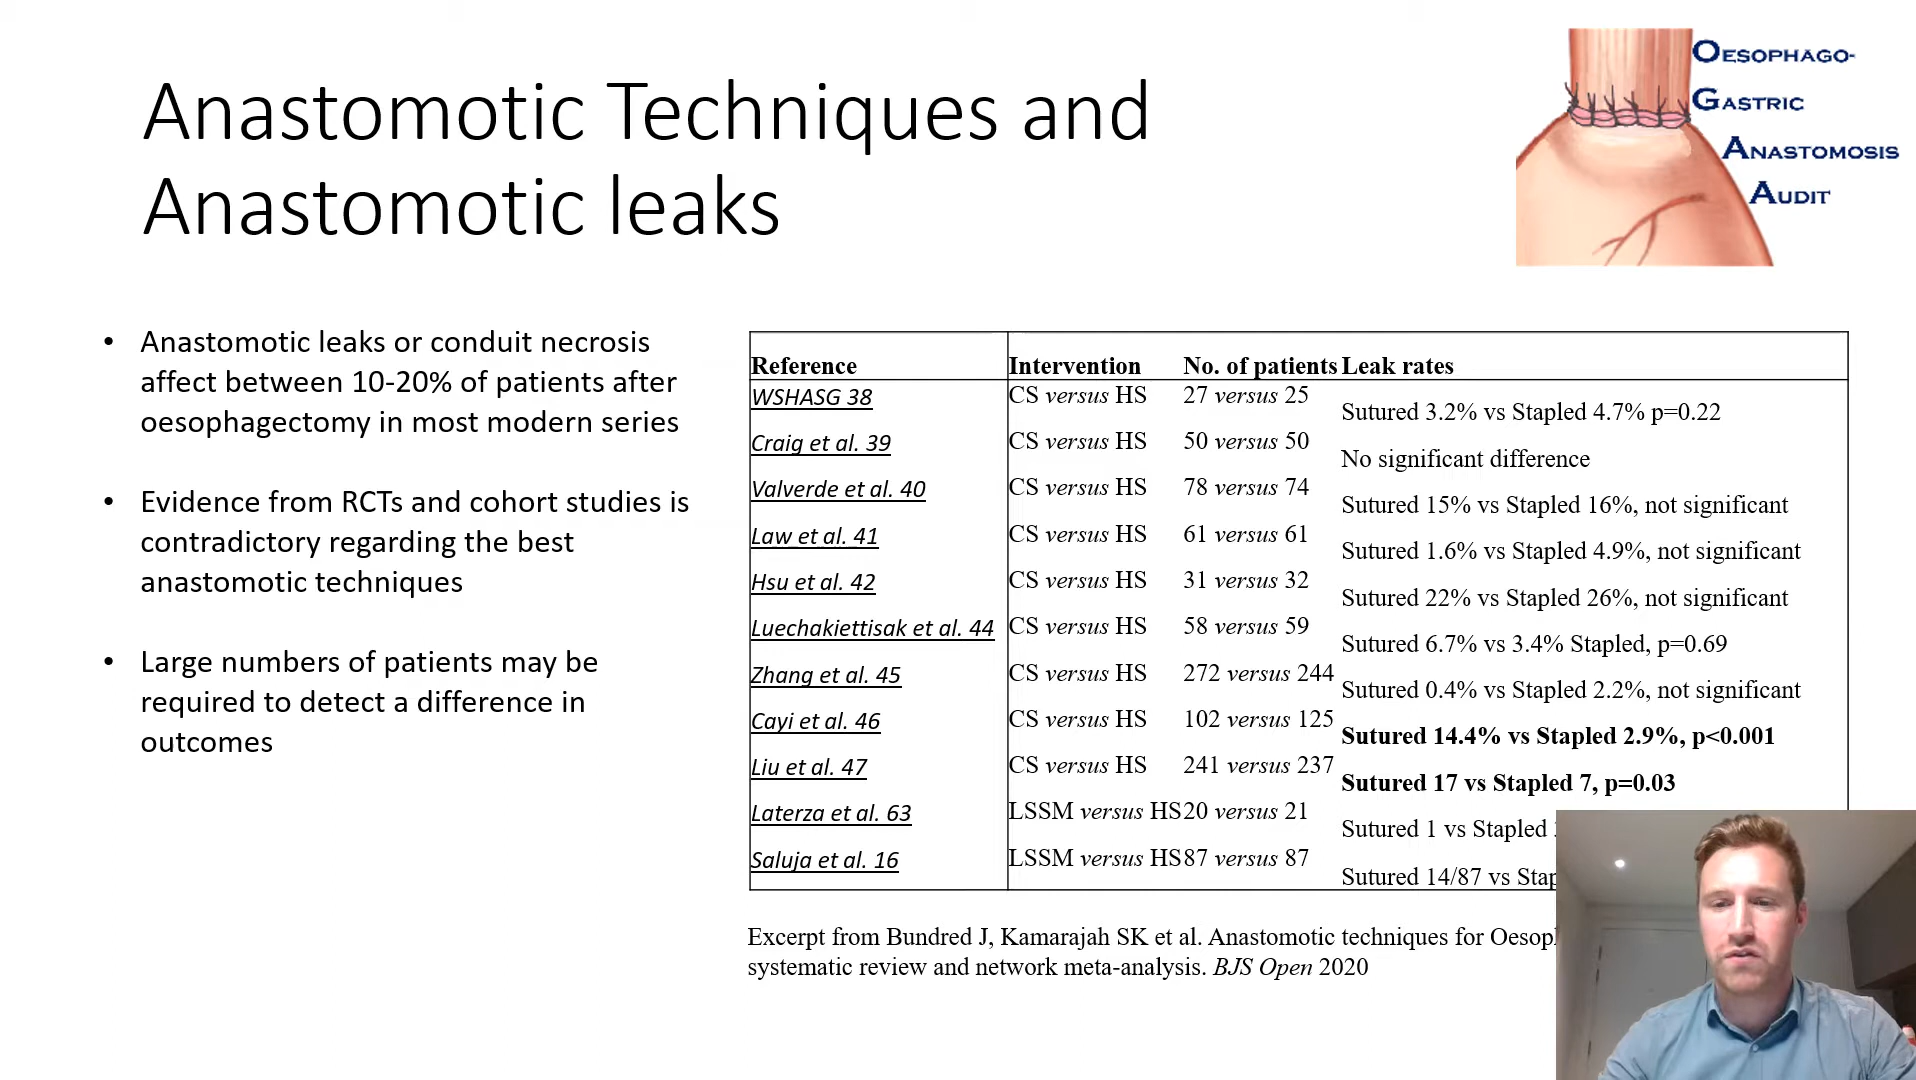 Anastomotic Techniques and
Anastomotic leaks
OESOPHAGO-
GASTRIC
ANASTOMOSIS
AUDIT
• Anastomotic leaks or conduit necrosis
affect between 10-20% of patients after
oesophagectomy in most modern series
• Evidence from RCTs and cohort studies is
contradictory regarding the best
anastomotic techniques
• Large numbers of patients may be
required to detect a difference in
outcomes
Reference Intervention No. of patients Leak rates
WSHASG 38 CS versus HS 27 versus 25 Sutured 3.2% vs Stapled 4.7% p=0.22
Craig et al. 39 CS versus HS 50 versus 50 No significant difference
Valverde et al. 40 CS versus HS 78 versus 74 Sutured 15% vs Stapled 16%, not significant
Law et al. 41 CS versus HS 61 versus 61 Sutured 1.6% vs Stapled 4.9%, not significant
Hsu et al. 42 CS versus HS 31 versus 32 Sutured 22% vs Stapled 26%, not significant
Luechakiettisak et al. 44 CS versus HS 58 versus 59 Sutured 6.7% vs 3.4% Stapled, p=0.69
Zhang et al. 45 CS versus HS 272 versus 244 Sutured 0.4% vs Stapled 2.2%, not significant
Cayi et al. 46 CS versus HS 102 versus 125 Sutured 14.4% vs Stapled 2.9%, p<0.001
Liu et al. 47 CS versus HS 241 versus 237 Sutured 17 vs Stapled 7, p=0.03
Laterza et al. 63 LSSM versus HS 20 versus 21 Sutured 1 vs Stapled
Saluja et al. 16 LSSM versus HS 87 versus 87 Sutured 14/87 vs
Excerpt from Bundred J, Kamarajah SK et al. Anastomotic techniques for
systematic review and network meta-analysis. BJS Open 2020